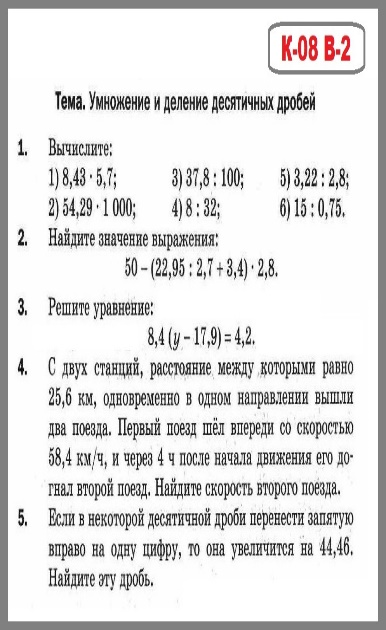 К-08 В-2
Тема. Умножение и деление десятичных дробей
1. Вычислите:
1) 8,43 · 5,7; 3) 37,8 : 100; 5) 3,22 : 2,8;
2) 54,29 · 1 000; 4) 8 : 32; 6) 15 : 0,75.
2. Найдите значение выражения:
50 – (22,95 : 2,7 + 3,4) · 2,8.
3. Решите уравнение:
8,4 (y – 17,9) = 4,2.
4. С двух станций, расстояние между которыми равно
25,6 км, одновременно в одном направлении вышли
два поезда. Первый поезд шёл впереди со скоростью
58,4 км/ч, и через 4 ч после начала движения его до-
гнал второй поезд. Найдите скорость второго поезда.
5. Если в некоторой десятичной дроби перенести запятую
вправо на одну цифру, то она увеличится на 44,46.
Найдите эту дробь.